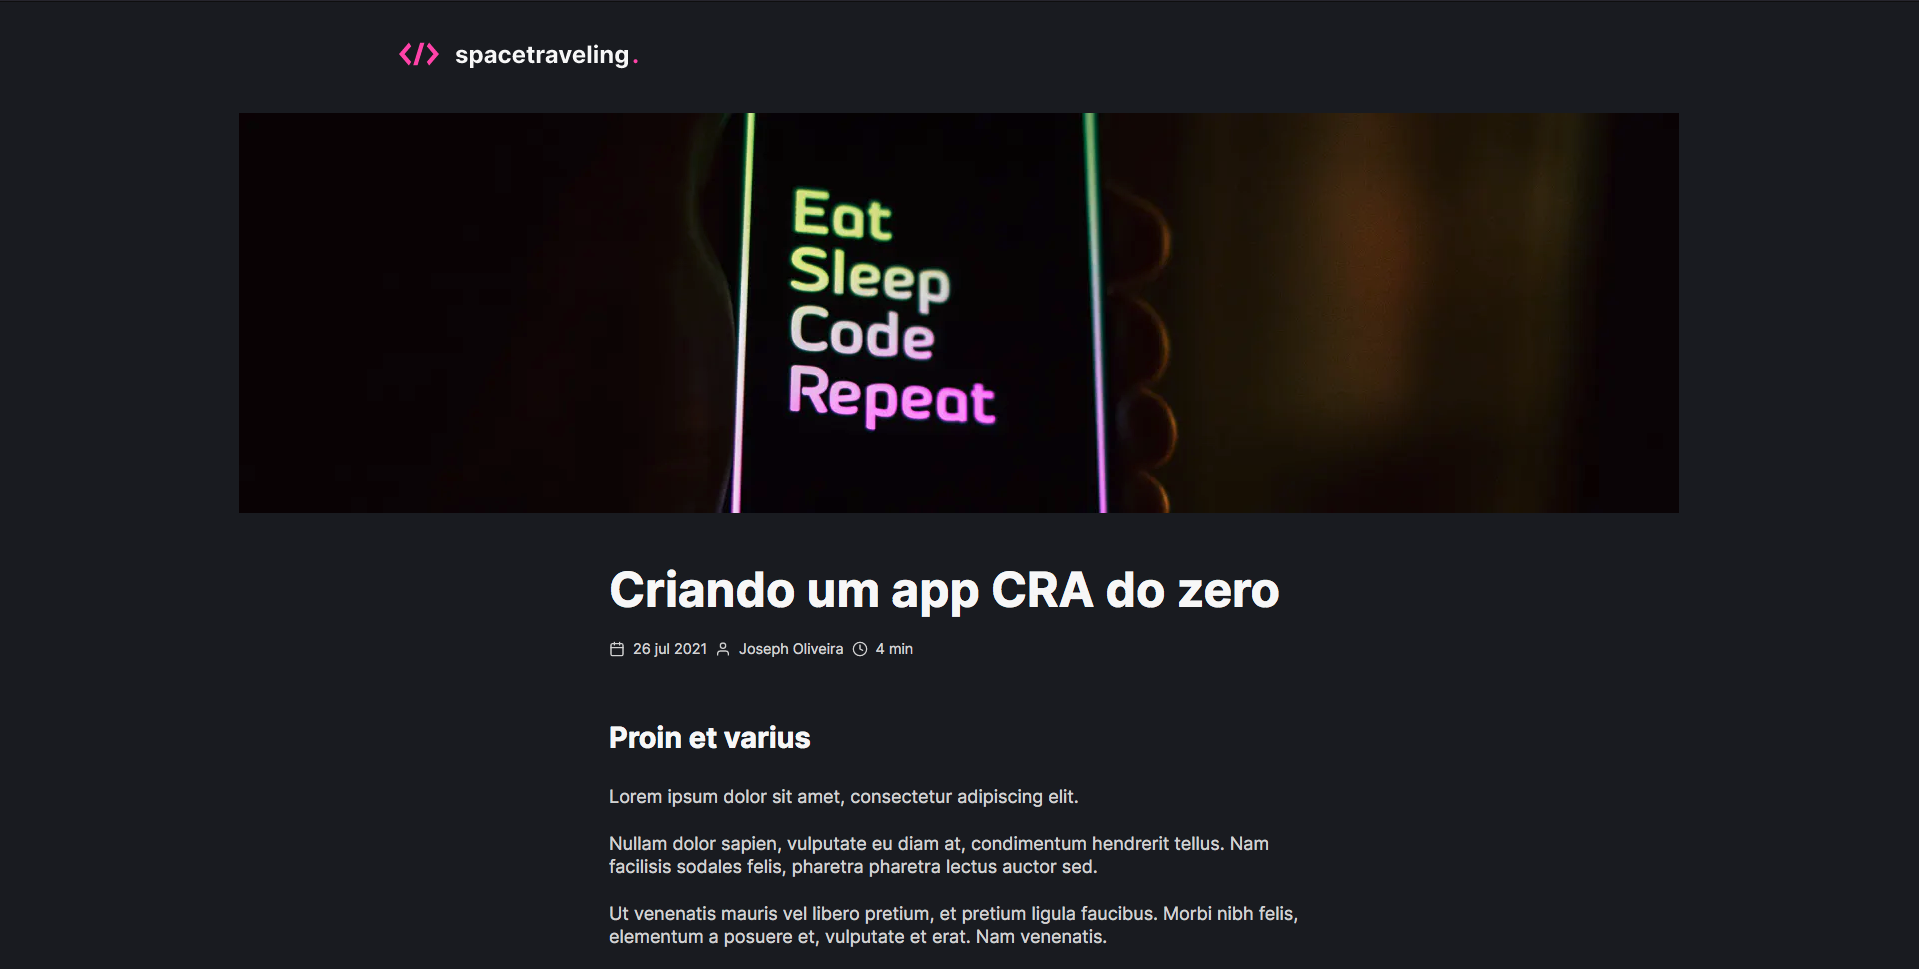 </> spacetraveling.
Eat
Sleep
Code
Repeat
Criando um app CRA do zero
26 jul 2021 Joseph Oliveira 4 min
Proin et varius
Lorem ipsum dolor sit amet, consectetur adipiscing elit.
Nullam dolor sapien, vulputate eu diam at, condimentum hendrerit tellus. Nam
facilisis sodales felis, pharetra pharetra lectus auctor sed.
Ut venenatis mauris vel libero pretium, et pretium ligula faucibus. Morbi nibh felis,
elementum a posuere et, vulputate et erat. Nam venenatis.